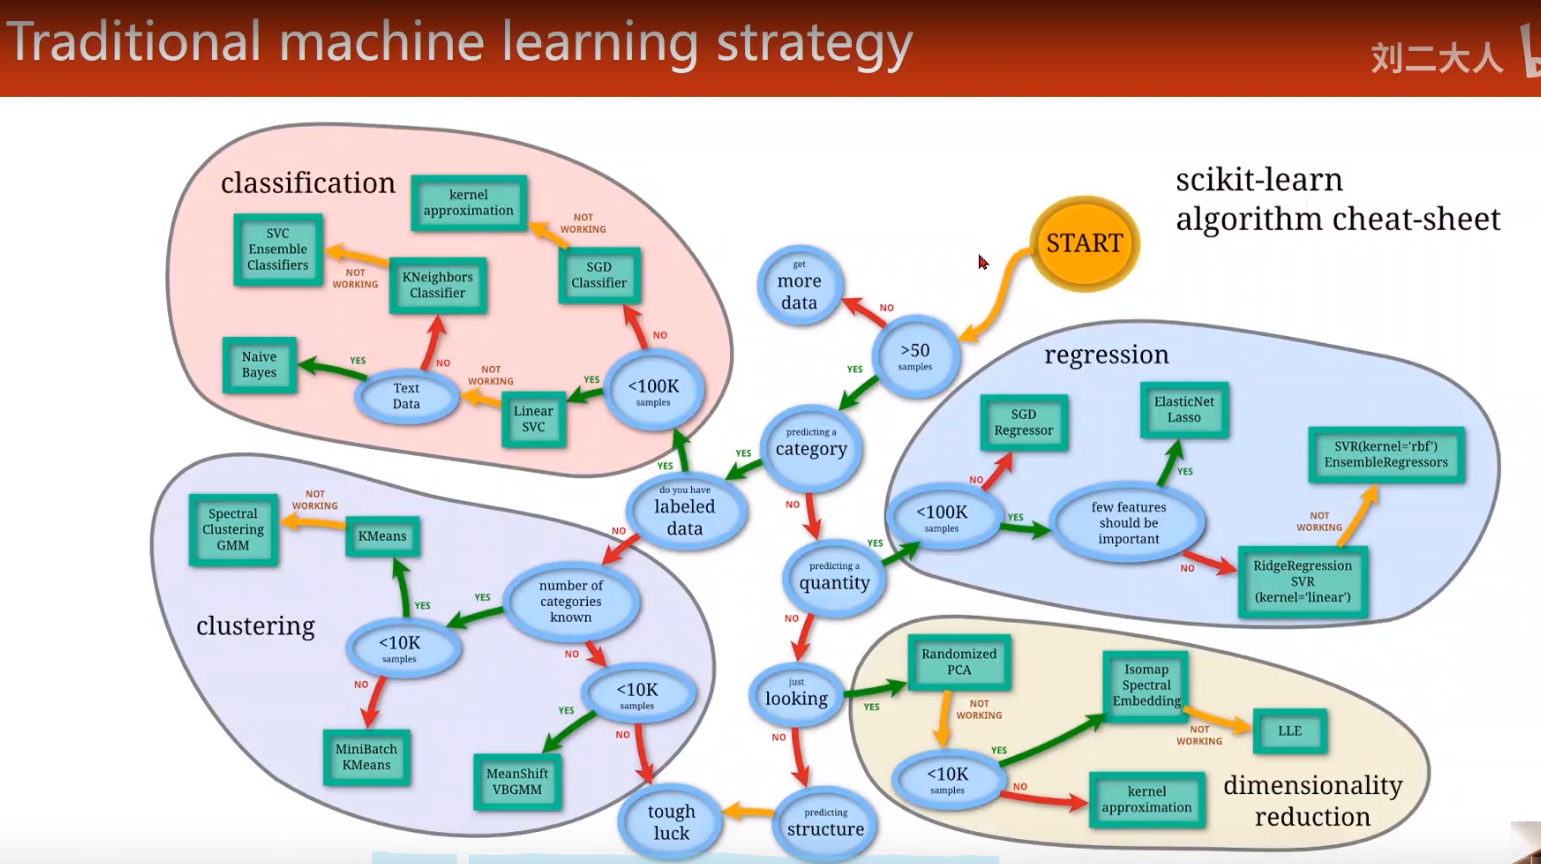 Traditional machine learning strategy
刘二大人
scikit-learn
algorithm cheat-sheet
START
>50
samples
NO
get
more
data
YES
predicting a
category
YES
do you have
labeled
data
YES
NO
NO
classification
<100K
samples
NO
SGD
Classifier
NOT
WORKING
kernel
approximation
YES
Linear
SVC
NOT
WORKING
Text
Data
YES
Naive
Bayes
NO
KNeighbors
Classifier
NOT
WORKING
SVC
Ensemble
Classifiers
clustering
number of
categories
known
YES
<10K
samples
YES
KMeans
NOT
WORKING
Spectral
Clustering
GMM
NO
MiniBatch
KMeans
NO
<10K
samples
YES
MeanShift
VBGMM
NO
tough
luck
predicting a
quantity
YES
NO
regression
<100K
samples
NO
SGD
Regressor
YES
few features
should be
important
YES
ElasticNet
Lasso
NO
RidgeRegression
SVR
(kernel='linear')
NOT
WORKING
SVR(kernel='rbf')
EnsembleRegressors
just
looking
YES
NO
predicting
structure
dimensionality
reduction
Randomized
PCA
NOT
WORKING
<10K
samples
YES
Isomap
Spectral
Embedding
NOT
WORKING
LLE
NO
kernel
approximation